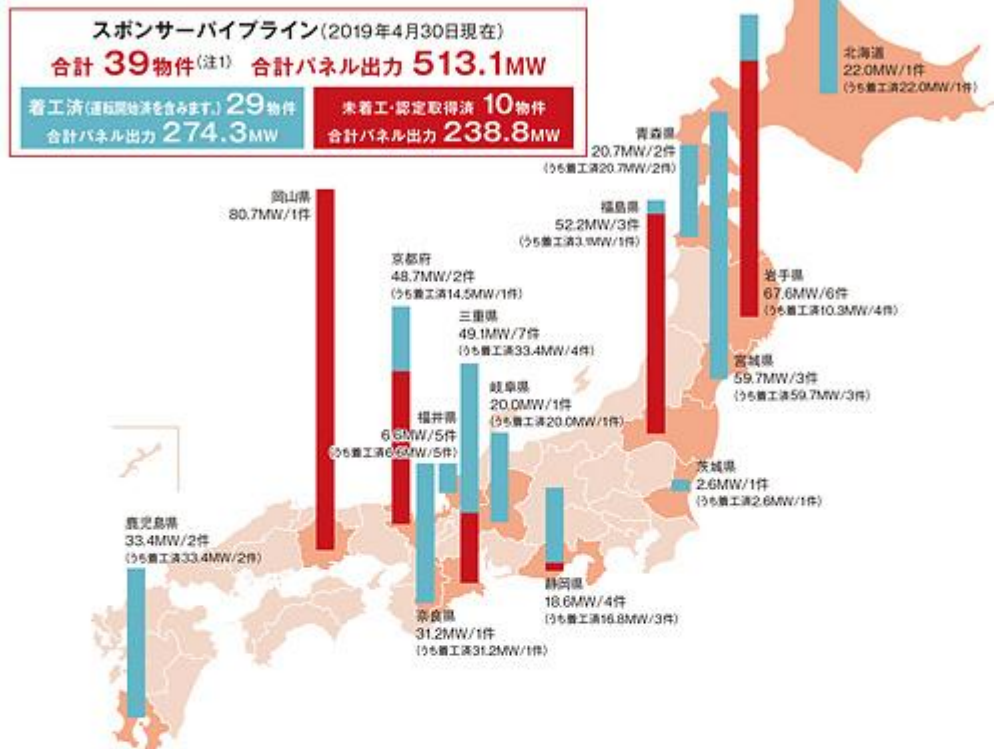 スポンサーパイプライン(2019年4月30日現在)
合計 39物件(注1) 合計パネル出力 513.1MW
着工済(運転開始済を含みます。) 29物件
合計パネル出力 274.3MW
未着工・認定取得済 10物件
合計パネル出力 238.8MW
北海道
22.0MW/1件
(うち着工済22.0MW/1件)
青森県
20.7MW/2件
(うち着工済20.7MW/2件)
岡山県
80.7MW/1件
福島県
52.2MW/3件
(うち着工済3.1MW/1件)
京都府
48.7MW/2件
(うち着工済14.5MW/1件)
岩手県
67.6MW/6件
(うち着工済10.3MW/4件)
三重県
49.1MW/7件
(うち着工済33.4MW/4件)
宮城県
59.7MW/3件
(うち着工済59.7MW/3件)
岐阜県
20.0MW/1件
(うち着工済20.0MW/1件)
福井県
6.6MW/5件
(うち着工済6.6MW/5件)
茨城県
2.6MW/1件
(うち着工済2.6MW/1件)
鹿児島県
33.4MW/2件
(うち着工済33.4MW/2件)
静岡県
18.6MW/4件
(うち着工済16.8MW/3件)
奈良県
31.2MW/1件
(うち着工済31.2MW/1件)